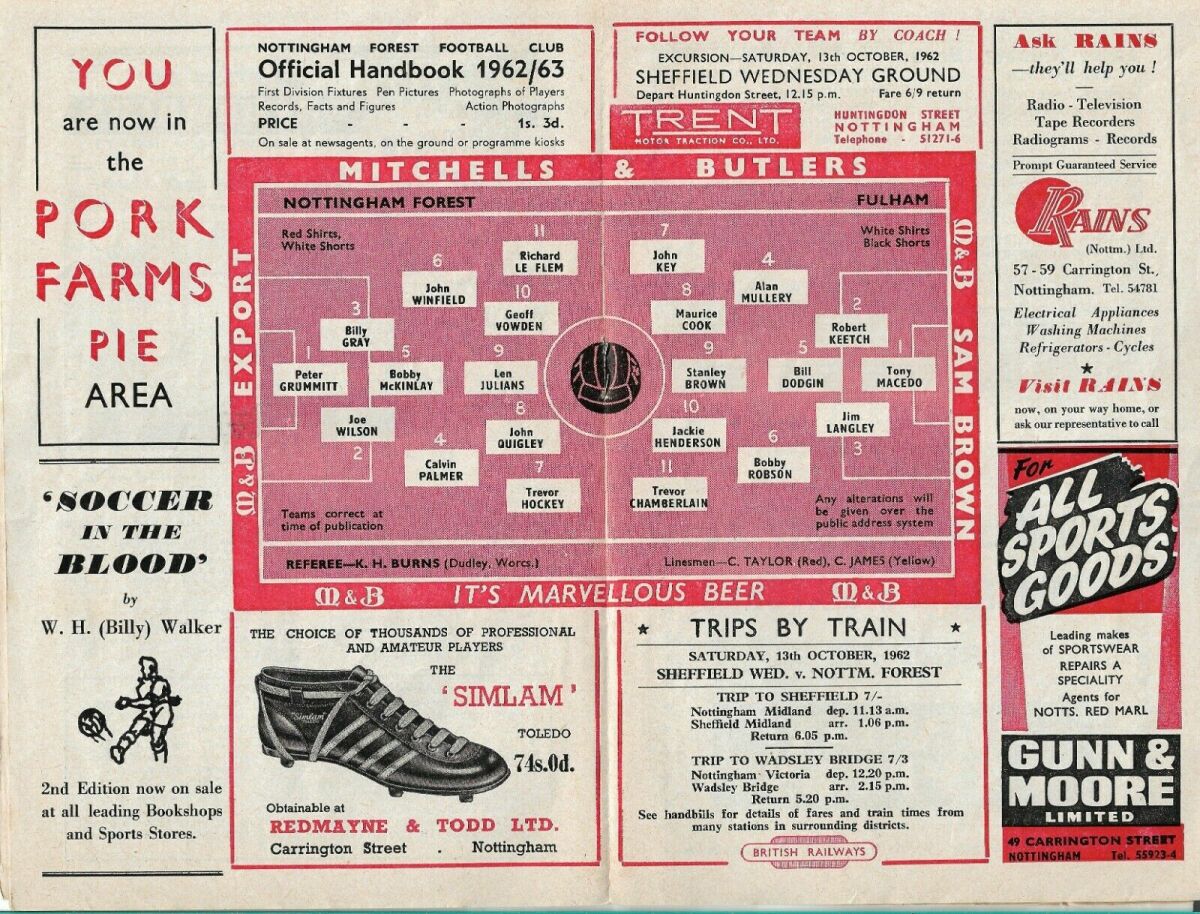 YOU
are now in
the
PORK
FARMS
PIE
AREA
'SOCCER
IN THE
BLOOD'
by
W. H. (Billy) Walker
2nd Edition now on sale
at all leading Bookshops
and Sports Stores.
NOTTINGHAM FOREST FOOTBALL CLUB
Official Handbook 1962/63
First Division Fixtures Pen Pictures Photographs of Players
Records, Facts and Figures Action Photographs
PRICE - - - 1s. 3d.
On sale at newsagents, on the ground or programme kiosks
FOLLOW YOUR TEAM BY COACH !
EXCURSION—SATURDAY, 13th OCTOBER, 1962
SHEFFIELD WEDNESDAY GROUND
Depart Huntingdon Street, 12.15 p.m. Fare 6/9 return
TRENT
MOTOR TRACTION CO., LTD.
HUNTINGDON STREET
NOTTINGHAM
Telephone - 51271-6
MITCHELLS & BUTLERS
M&B EXPORT
NOTTINGHAM FOREST
FULHAM
Red Shirts,
White Shorts
White Shirts
Black Shorts
11
Richard
LE FLEM
6
John
WINFIELD
10
Geoff
VOWDEN
3
Billy
GRAY
1
Peter
GRUMMITT
5
Bobby
McKINLAY
9
Len
JULIANS
Joe
WILSON
2
8
John
QUIGLEY
4
Calvin
PALMER
7
Trevor
HOCKEY
7
John
KEY
4
Alan
MULLERY
8
Maurice
COOK
2
Robert
KEETCH
9
Stanley
BROWN
5
Bill
DODGIN
1
Tony
MACEDO
10
Jackie
HENDERSON
Jim
LANGLEY
3
6
Bobby
ROBSON
11
Trevor
CHAMBERLAIN
Teams correct at
time of publication
Any alterations will
be given over the
public address system
REFEREE—K. H. BURNS (Dudley, Worcs.)
Linesmen—C. TAYLOR (Red), C. JAMES (Yellow)
M&B SAM BROWN
M&B IT'S MARVELLOUS BEER M&B
THE CHOICE OF THOUSANDS OF PROFESSIONAL
AND AMATEUR PLAYERS
THE
'SIMLAM'
TOLEDO
74s.0d.
Simlam
Obtainable at
REDMAYNE & TODD LTD.
Carrington Street . Nottingham
★ TRIPS BY TRAIN ★
SATURDAY, 13th OCTOBER, 1962
SHEFFIELD WED. v. NOTTM. FOREST
TRIP TO SHEFFIELD 7/-
Nottingham Midland dep. 11.13 a.m.
Sheffield Midland arr. 1.06 p.m.
Return 6.05 p.m.
TRIP TO WADSLEY BRIDGE 7/3
Nottingham Victoria dep. 12.20 p.m.
Wadsley Bridge arr. 2.15 p.m.
Return 5.20 p.m.
See handbills for details of fares and train times from
many stations in surrounding districts.
BRITISH RAILWAYS
Ask RAINS
—they'll help you !
Radio - Television
Tape Recorders
Radiograms - Records
Prompt Guaranteed Service
RAINS
(Nottm.) Ltd.
57-59 Carrington St.,
Nottingham. Tel. 54781
Electrical Appliances
Washing Machines
Refrigerators - Cycles
★
Visit RAINS
now, on your way home, or
ask our representative to call
For
ALL
SPORTS
GOODS
Leading makes
of SPORTSWEAR
REPAIRS A
SPECIALITY
Agents for
NOTTS. RED MARL
GUNN &
MOORE
LIMITED
49 CARRINGTON STREET
NOTTINGHAM Tel. 55923-4